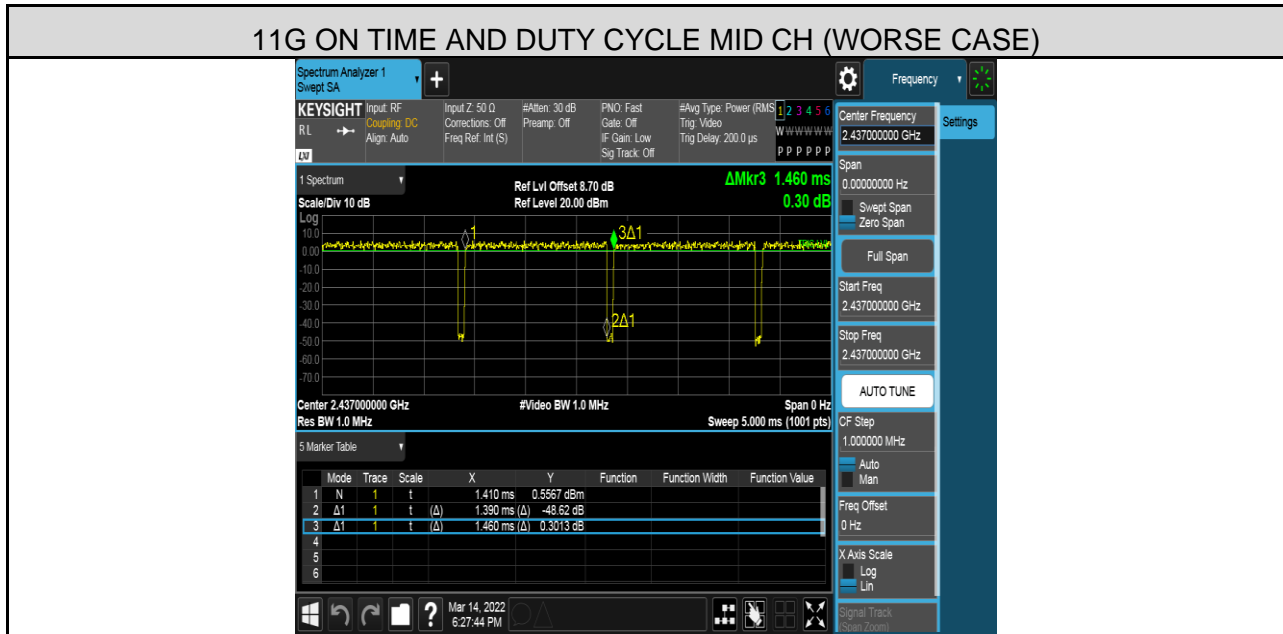 11G ON TIME AND DUTY CYCLE MID CH (WORSE CASE)
Spectrum Analyzer 1
Swept SA
+
Frequency
KEYSIGHT
RL
LXI
Input: RF
Coupling: DC
Align: Auto
Input Z: 50 Ω
Corrections: Off
Freq Ref: Int (S)
#Atten: 30 dB
Preamp: Off
PNO: Fast
Gate: Off
IF Gain: Low
Sig Track: Off
#Avg Type: Power (RMS
Trig: Video
Trig Delay: 200.0 µs
1 2 3 4 5 6
W W W W W W
P P P P P P
Center Frequency
2.437000000 GHz
Settings
Span
0.00000000 Hz
Swept Span
Zero Span
Full Span
Start Freq
2.437000000 GHz
Stop Freq
2.437000000 GHz
AUTO TUNE
CF Step
1.000000 MHz
Auto
Man
Freq Offset
0 Hz
X Axis Scale
Log
Lin
Signal Track
(Span Zoom)
1 Spectrum
Scale/Div 10 dB
Ref Lvl Offset 8.70 dB
Ref Level 20.00 dBm
ΔMkr3 1.460 ms
0.30 dB
Log
10.0
0.00
-10.0
-20.0
-30.0
-40.0
-50.0
-60.0
-70.0
1
3Δ1
2Δ1
Center 2.437000000 GHz
#Video BW 1.0 MHz
Span 0 Hz
Res BW 1.0 MHz
Sweep 5.000 ms (1001 pts)
5 Marker Table
Mode Trace Scale X Y Function Function Width Function Value
1 N 1 t 1.410 ms 0.5567 dBm
2 Δ1 1 t (Δ) 1.390 ms (Δ) -48.62 dB
3 Δ1 1 t (Δ) 1.460 ms (Δ) 0.3013 dB
4
5
6
?
Mar 14, 2022
6:27:44 PM